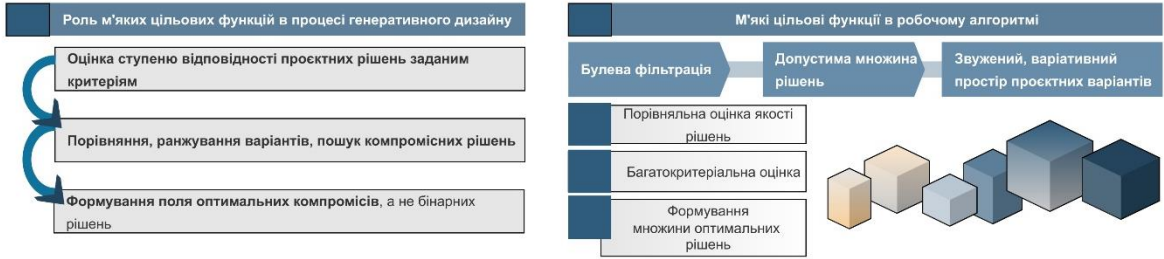 Роль м'яких цільових функцій в процесі генеративного дизайну
Оцінка ступеню відповідності проєктних рішень заданим
критеріям
Порівняння, ранжування варіантів, пошук компромісних рішень
Формування поля оптимальних компромісів, а не бінарних
рішень
М'які цільові функції в робочому алгоритмі
Булева фільтрація
Допустима множина
рішень
Звужений, варіативний
простір проєктних варіантів
Порівняльна оцінка якості
рішень
Багатокритеріальна оцінка
Формування
множини оптимальних
рішень